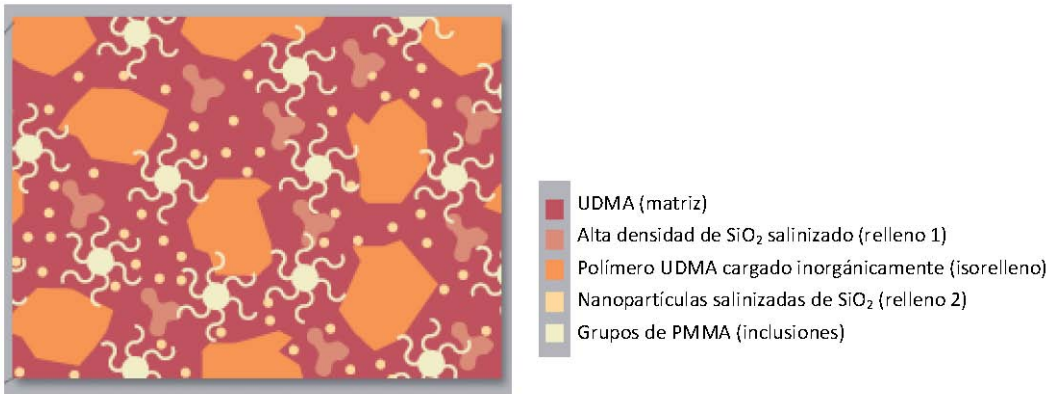 UDMA (matriz)
Alta densidad de SiO₂ salinizado (relleno 1)
Polímero UDMA cargado inorgánicamente (isorelleno)
Nanopartículas salinizadas de SiO₂ (relleno 2)
Grupos de PMMA (inclusiones)